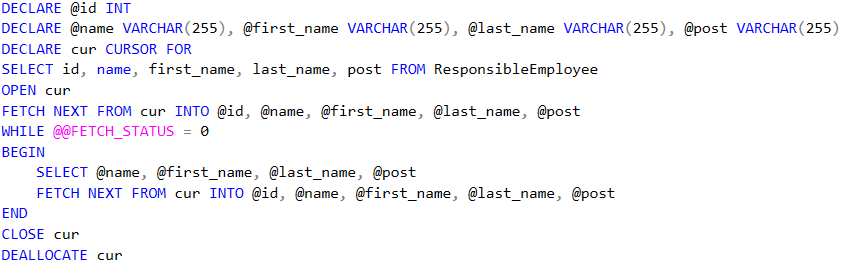 DECLARE @id INT
DECLARE @name VARCHAR(255), @first_name VARCHAR(255), @last_name VARCHAR(255), @post VARCHAR(255)
DECLARE cur CURSOR FOR
SELECT id, name, first_name, last_name, post FROM ResponsibleEmployee
OPEN cur
FETCH NEXT FROM cur INTO @id, @name, @first_name, @last_name, @post
WHILE @@FETCH_STATUS = 0
BEGIN
    SELECT @name, @first_name, @last_name, @post
    FETCH NEXT FROM cur INTO @id, @name, @first_name, @last_name, @post
END
CLOSE cur
DEALLOCATE cur